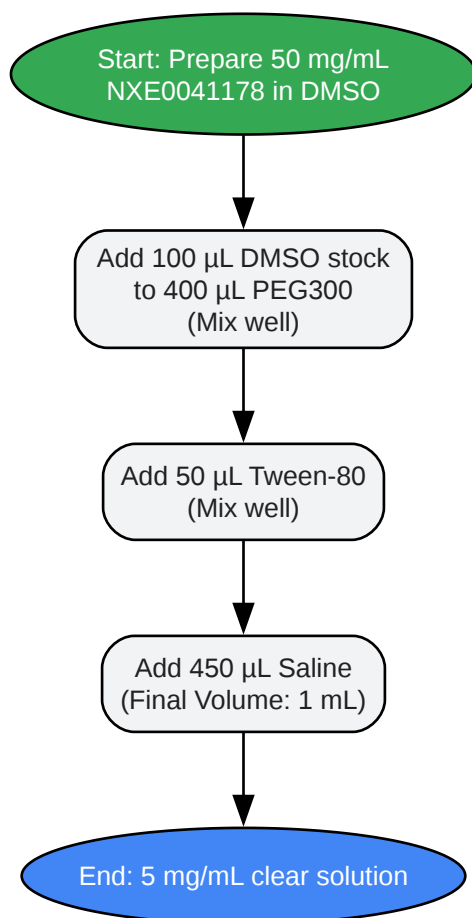 Start: Prepare 50 mg/mL
NXE0041178 in DMSO
Add 100 µL DMSO stock
to 400 µL PEG300
(Mix well)
Add 50 µL Tween-80
(Mix well)
Add 450 µL Saline
(Final Volume: 1 mL)
End: 5 mg/mL clear solution